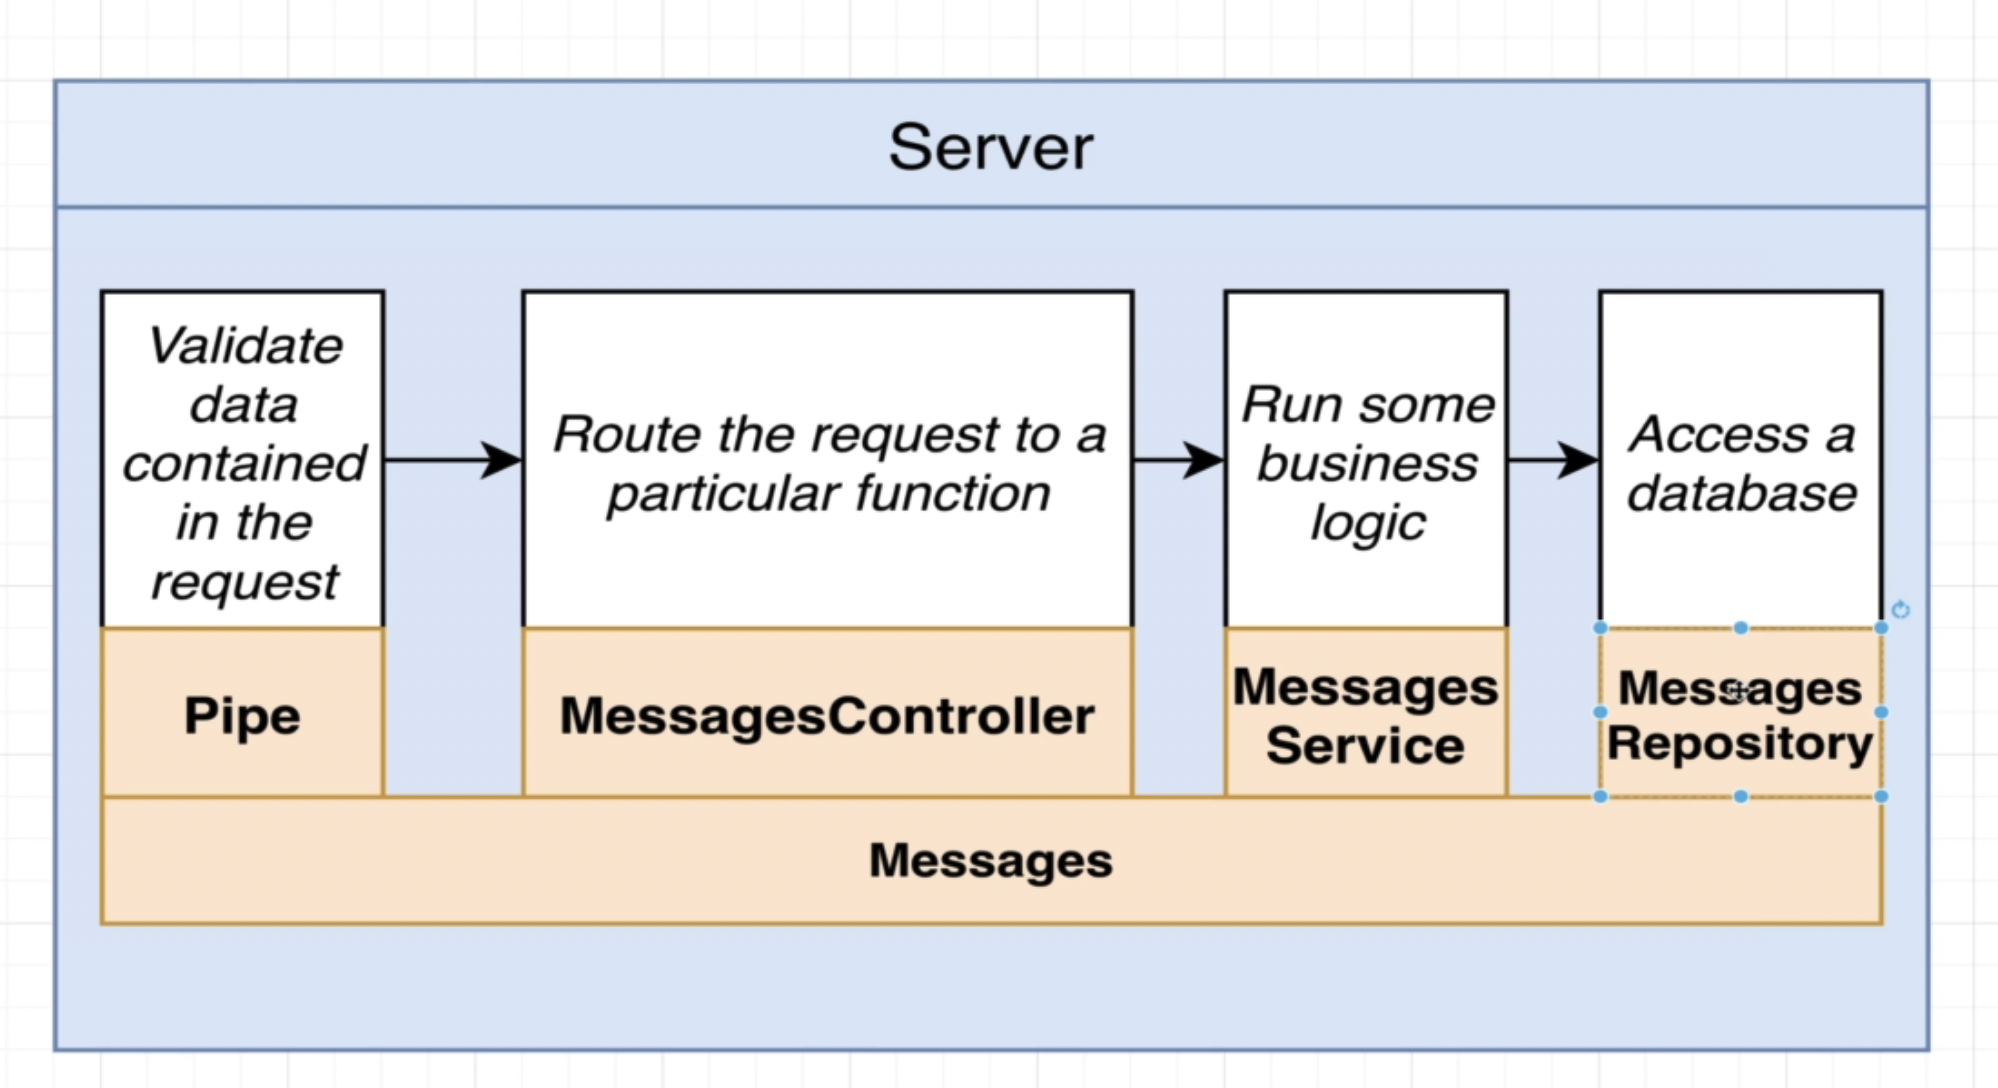 Server
Validate
data
contained
in the
request
Route the request to a
particular function
Run some
business
logic
Access a
database
Pipe
MessagesController
Messages
Service
Messages
Repository
Messages